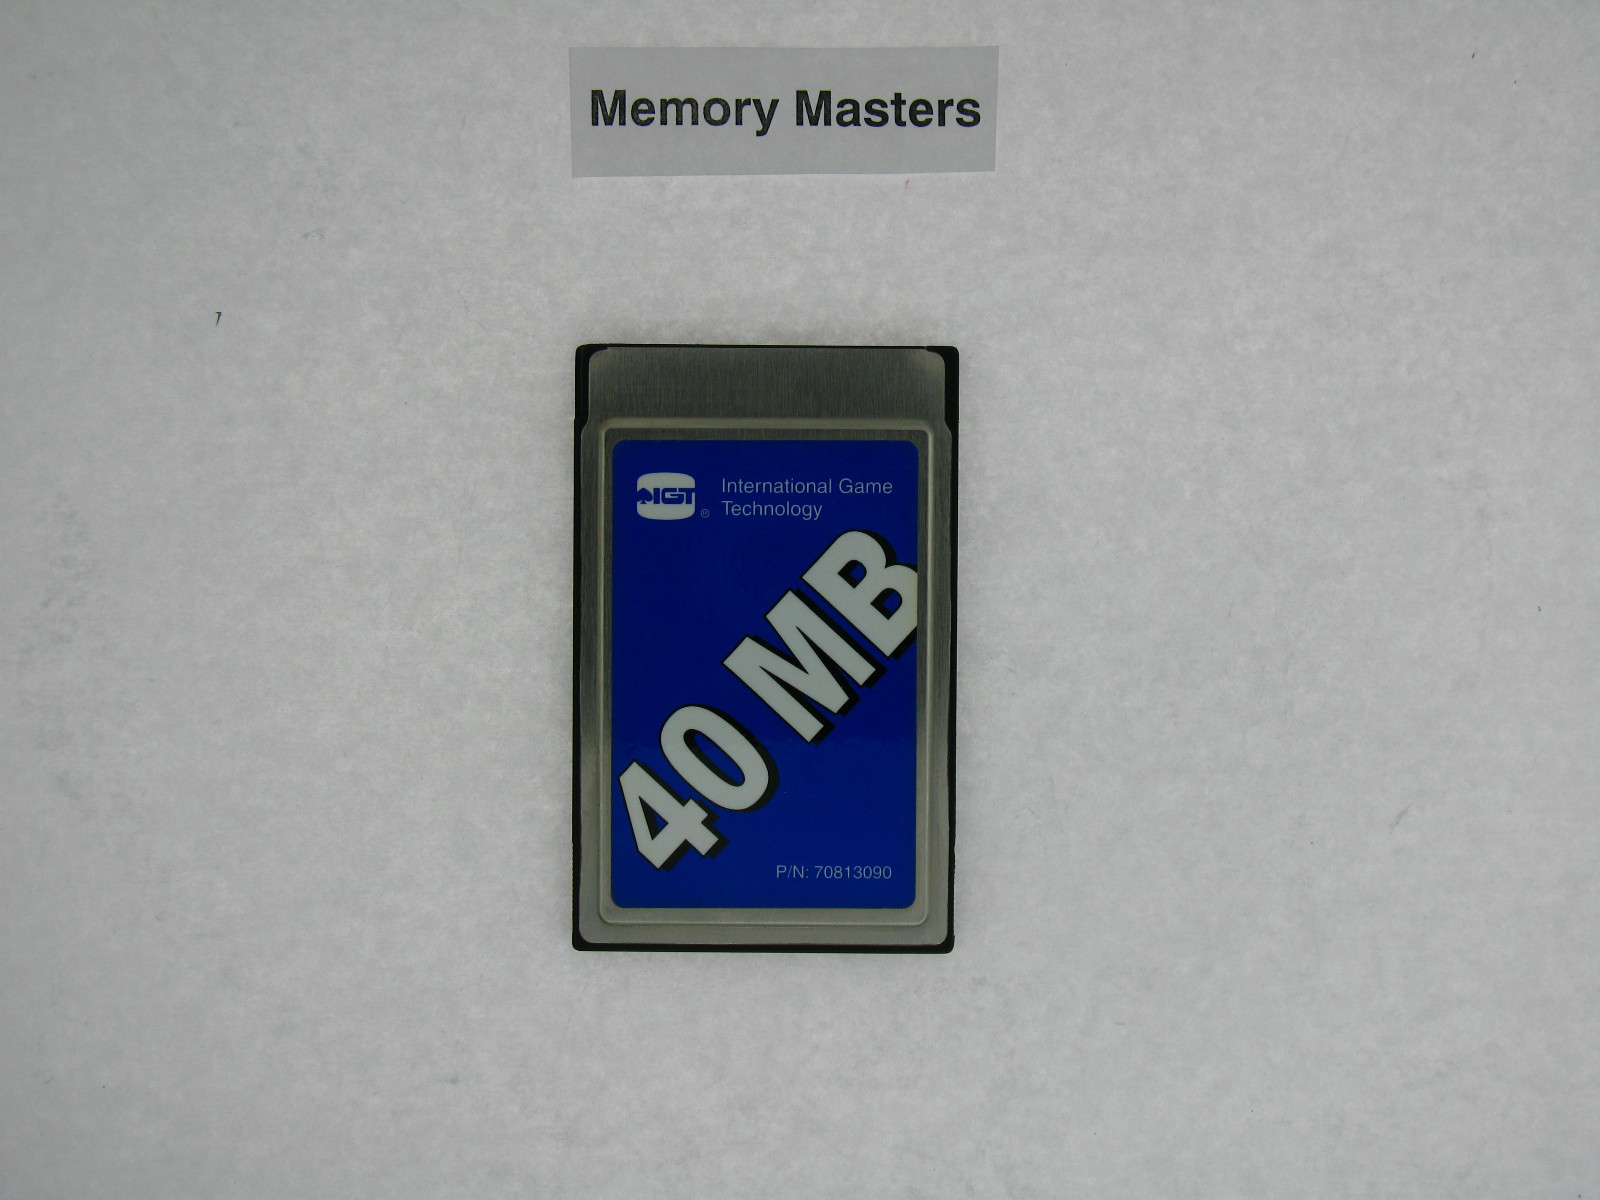 Memory Masters
IGT ®
International Game
Technology
40 MB
P/N: 70813090